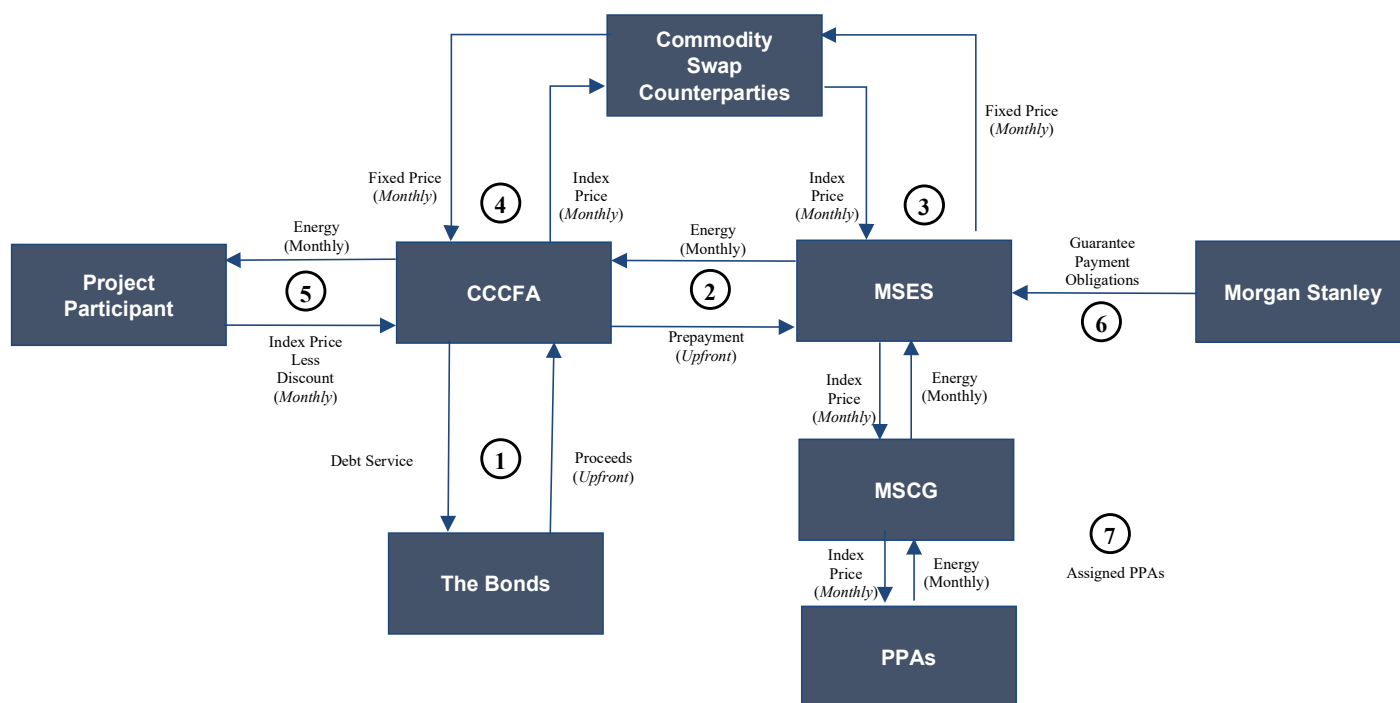 Commodity
Swap
Counterparties
Fixed Price
(Monthly)
Fixed Price
(Monthly)
4
Index
Price
(Monthly)
Index
Price
(Monthly)
3
Energy
(Monthly)
Energy
(Monthly)
Guarantee
Payment
Obligations
Project
Participant
5
CCCFA
2
MSES
Morgan Stanley
6
Index Price
Less
Discount
(Monthly)
Prepayment
(Upfront)
Index
Price
(Monthly)
Energy
(Monthly)
Debt Service
1
Proceeds
(Upfront)
MSCG
7
Assigned PPAs
Index
Price
(Monthly)
Energy
(Monthly)
The Bonds
PPAs